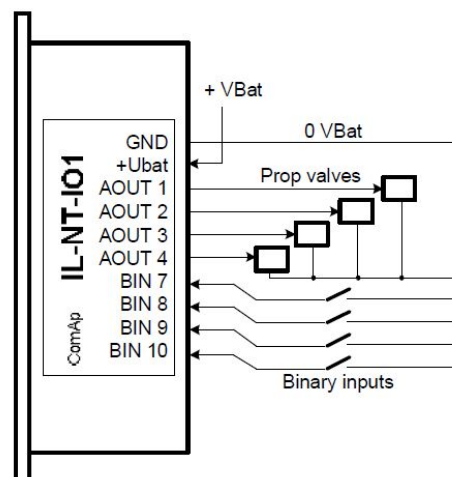 + VBat
0 VBat
GND
+Ubat
AOUT 1
AOUT 2
AOUT 3
AOUT 4
BIN 7
BIN 8
BIN 9
BIN 10
IL-NT-IO1
ComAp
Prop valves
Binary inputs